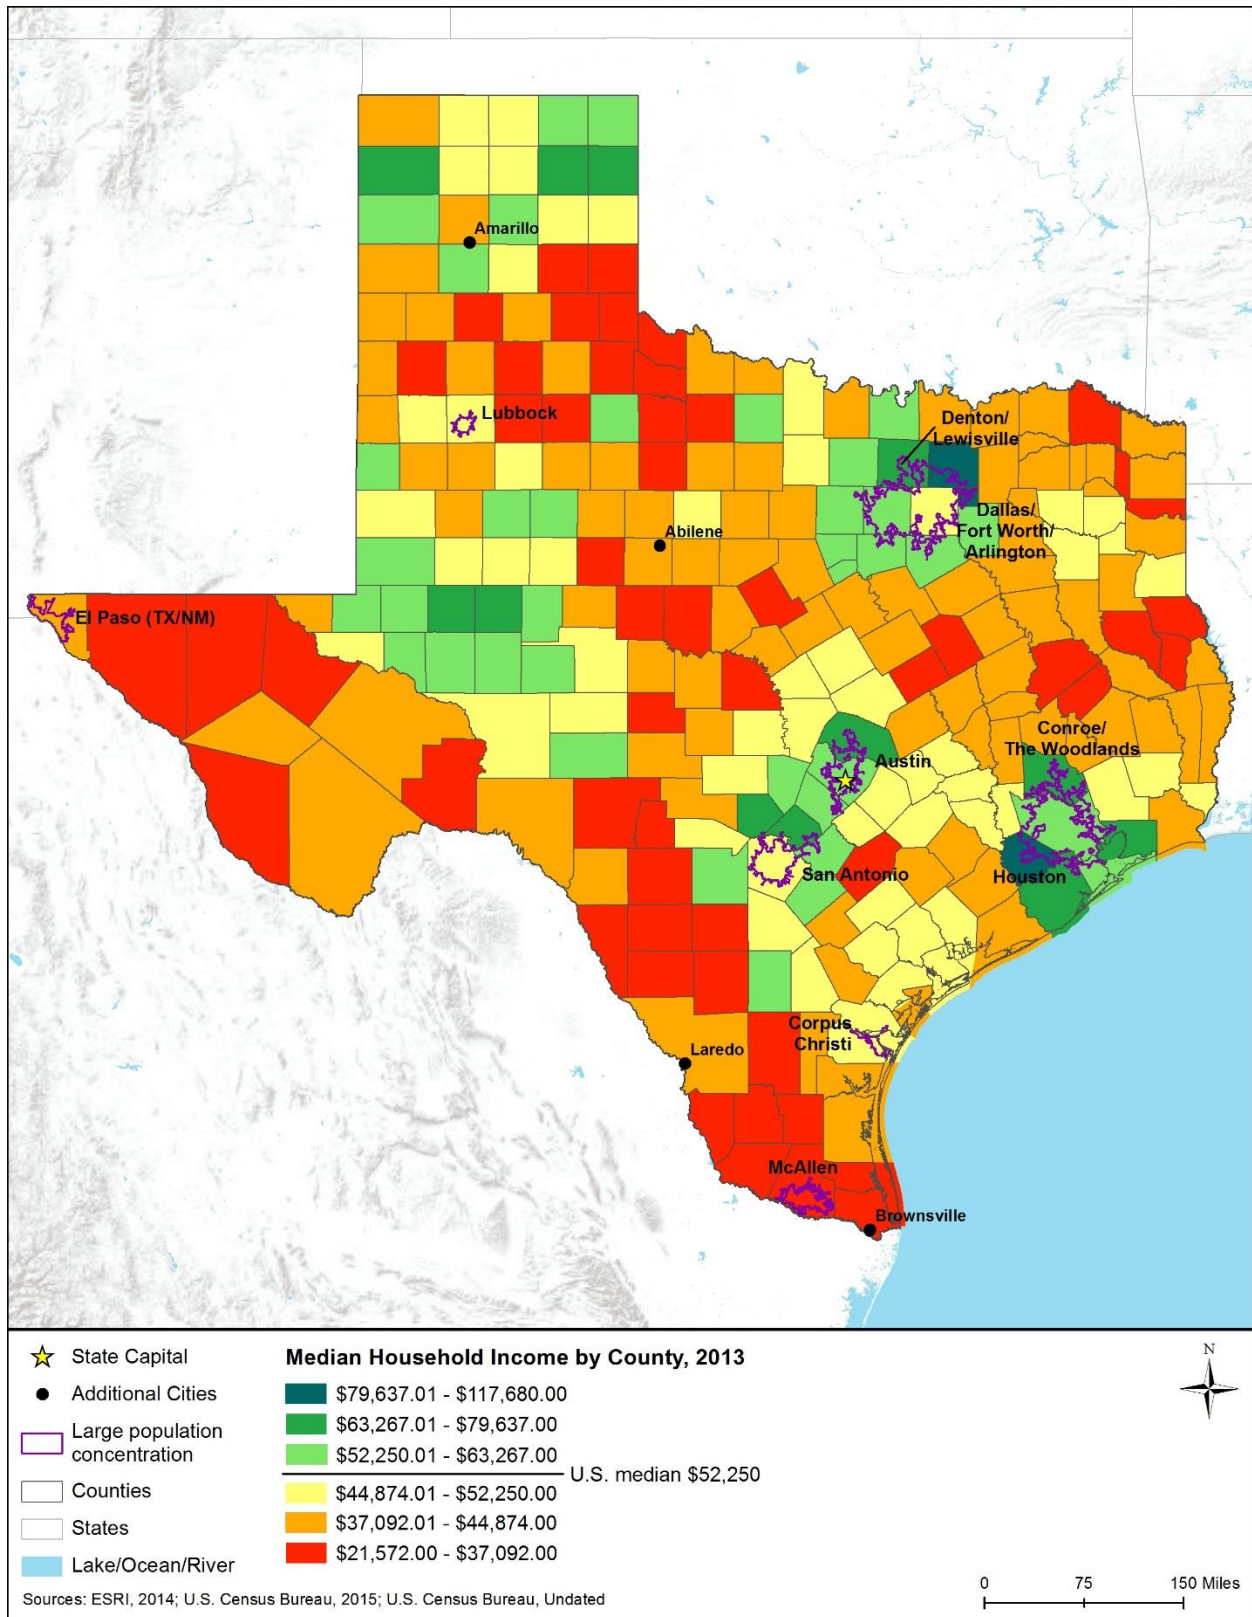 Amarillo
Lubbock
Denton/
Lewisville
Dallas/
Fort Worth/
Arlington
Abilene
El Paso (TX/NM)
Conroe/
The Woodlands
Austin
San Antonio
Houston
Corpus
Christi
Laredo
McAllen
Brownsville
State Capital
Additional Cities
Large population
concentration
Counties
States
Lake/Ocean/River
Median Household Income by County, 2013
$79,637.01 - $117,680.00
$63,267.01 - $79,637.00
$52,250.01 - $63,267.00
U.S. median $52,250
$44,874.01 - $52,250.00
$37,092.01 - $44,874.00
$21,572.00 - $37,092.00
N
Sources: ESRI, 2014; U.S. Census Bureau, 2015; U.S. Census Bureau, Undated
0 75 150 Miles